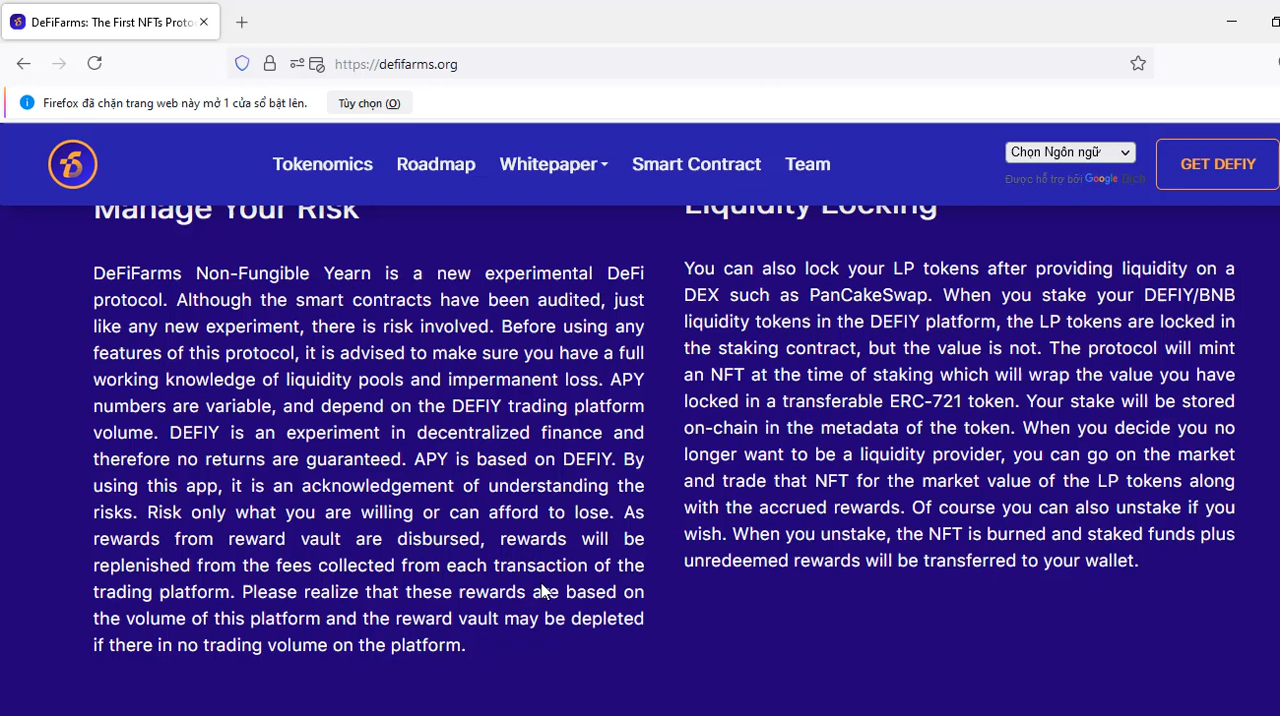 DeFiFarms: The First NFTs Proto
https://defifarms.org
Firefox đã chặn trang web này mở 1 cửa sổ bật lên.
Tùy chọn (O)
Tokenomics
Roadmap
Whitepaper
Smart Contract
Team
Chọn Ngôn ngữ
Được hỗ trợ bởi Google Dịch
GET DEFIY
Manage Your Risk
DeFiFarms Non-Fungible Yearn is a new experimental DeFi
protocol. Although the smart contracts have been audited, just
like any new experiment, there is risk involved. Before using any
features of this protocol, it is advised to make sure you have a full
working knowledge of liquidity pools and impermanent loss. APY
numbers are variable, and depend on the DEFIY trading platform
volume. DEFIY is an experiment in decentralized finance and
therefore no returns are guaranteed. APY is based on DEFIY. By
using this app, it is an acknowledgement of understanding the
risks. Risk only what you are willing or can afford to lose. As
rewards from reward vault are disbursed, rewards will be
replenished from the fees collected from each transaction of the
trading platform. Please realize that these rewards are based on
the volume of this platform and the reward vault may be depleted
if there in no trading volume on the platform.
Liquidity Locking
You can also lock your LP tokens after providing liquidity on a
DEX such as PanCakeSwap. When you stake your DEFIY/BNB
liquidity tokens in the DEFIY platform, the LP tokens are locked in
the staking contract, but the value is not. The protocol will mint
an NFT at the time of staking which will wrap the value you have
locked in a transferable ERC-721 token. Your stake will be stored
on-chain in the metadata of the token. When you decide you no
longer want to be a liquidity provider, you can go on the market
and trade that NFT for the market value of the LP tokens along
with the accrued rewards. Of course you can also unstake if you
wish. When you unstake, the NFT is burned and staked funds plus
unredeemed rewards will be transferred to your wallet.